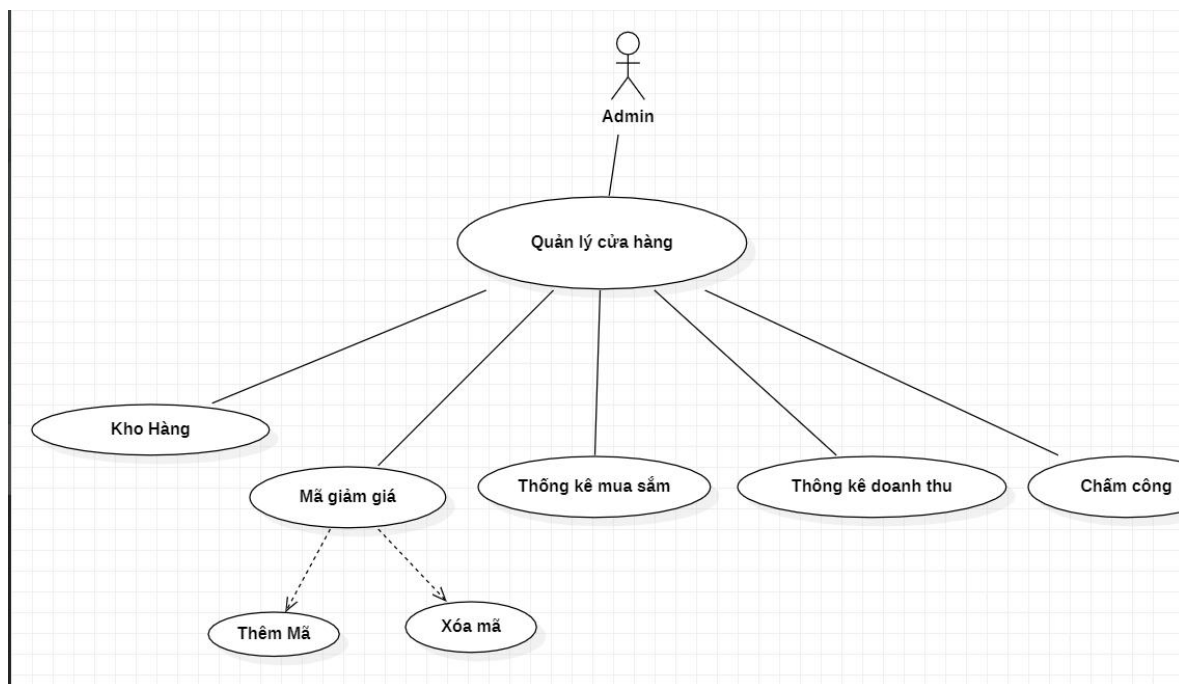 Admin
Quản lý cửa hàng
Kho Hàng
Mã giảm giá
Thống kê mua sắm
Thông kê doanh thu
Chấm công
Thêm Mã
Xóa mã